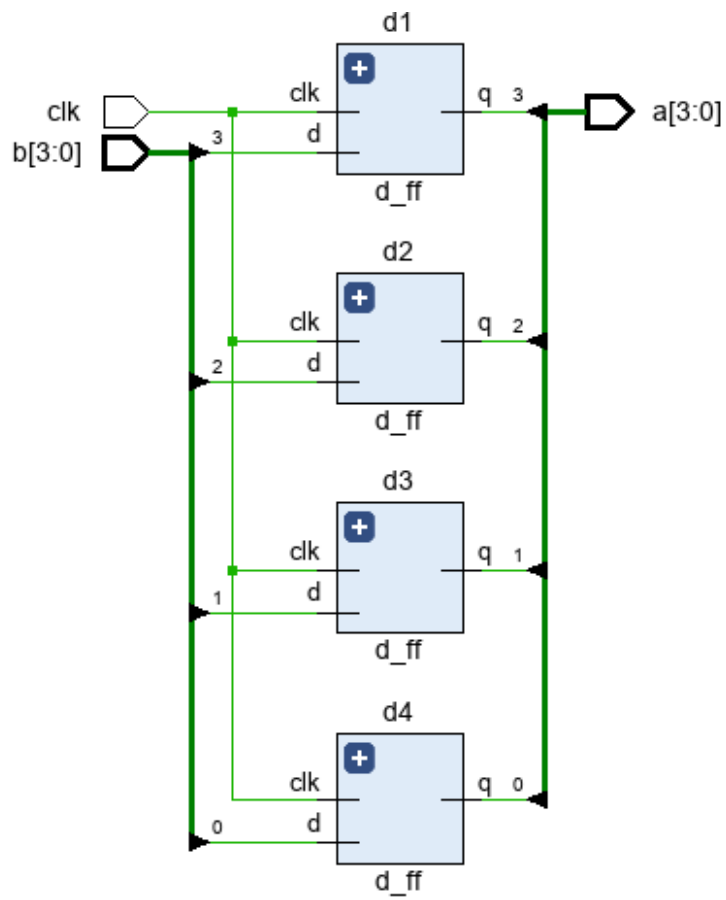 d1
clk clk q 3 a[3:0]
b[3:0] 3 d
d_ff
d2
clk q 2
2 d
d_ff
d3
clk q 1
1 d
d_ff
d4
clk q 0
0 d
d_ff